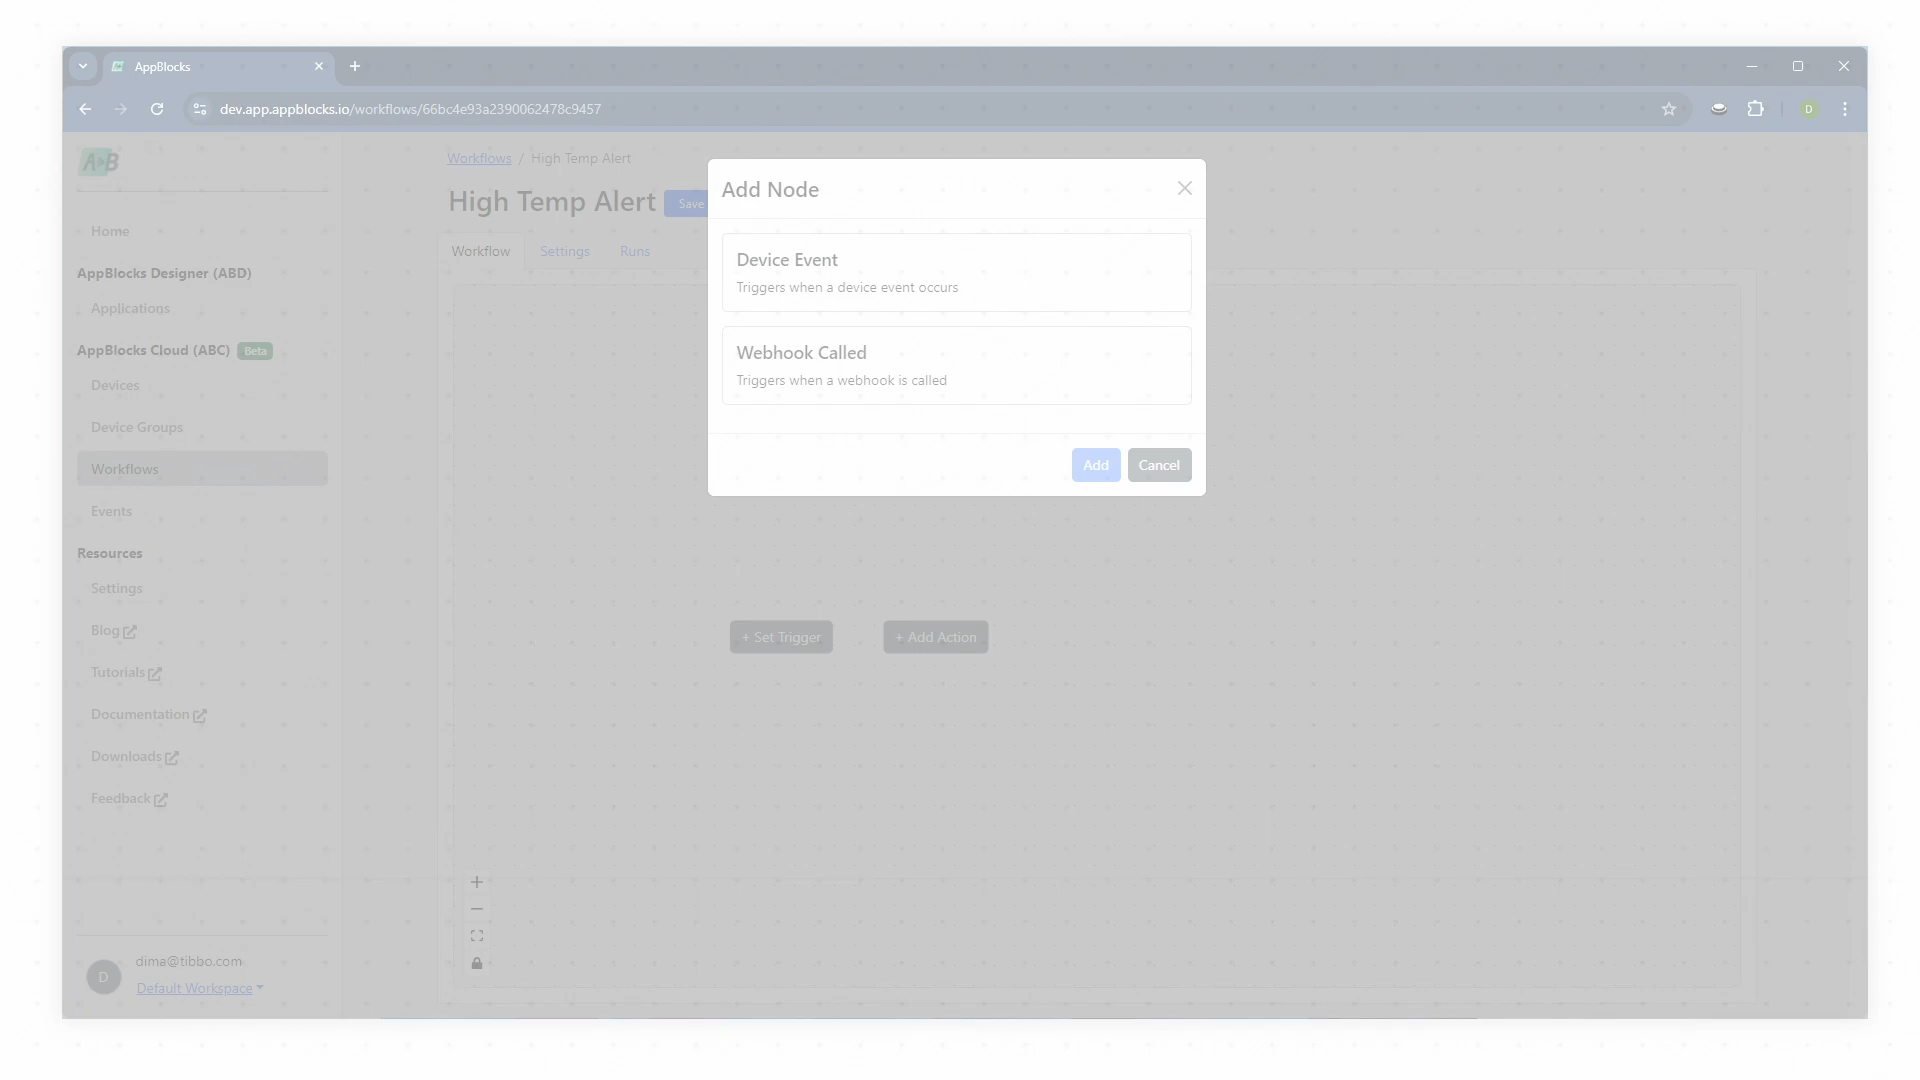 AppBlocks
dev.app.appblocks.io/workflows/66bc4e93a2390062478c9457
D
A▸B
Home
AppBlocks Designer (ABD)
Applications
AppBlocks Cloud (ABC) Beta
Devices
Device Groups
Workflows
Events
Resources
Settings
Blog
Tutorials
Documentation
Downloads
Feedback
D
dima@tibbo.com
Default Workspace
Workflows / High Temp Alert
High Temp Alert Save
Workflow Settings Runs
Add Node
Device Event
Triggers when a device event occurs
Webhook Called
Triggers when a webhook is called
Add Cancel
+ Set Trigger + Add Action